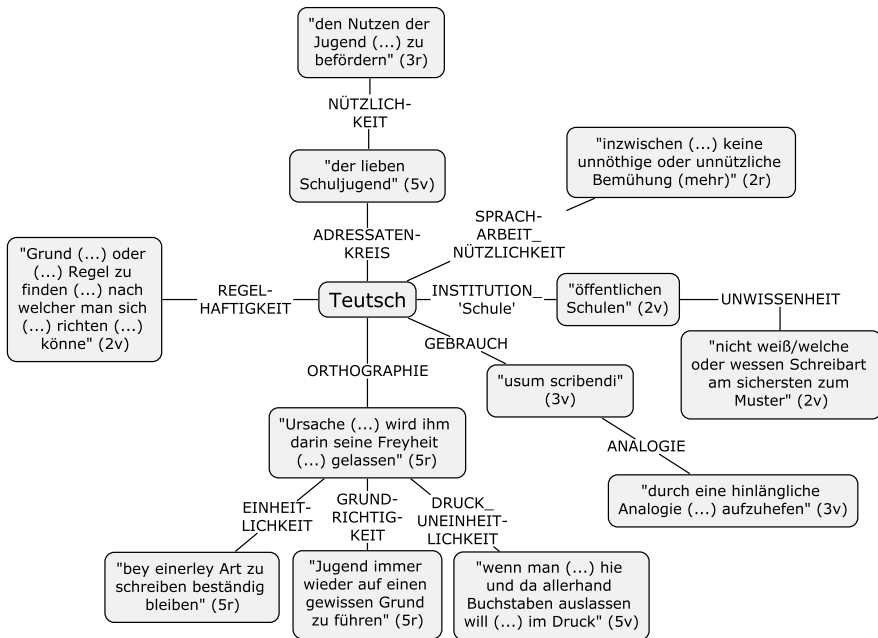 "den Nutzen der
Jugend (...) zu
befördern" (3r)
NÜTZLICH-
KEIT
"der lieben
Schuljugend" (5v)
"inzwischen (...) keine
unnöthige oder unnützliche
Bemühung (mehr)" (2r)
SPRACH-
ARBEIT_
NÜTZLICHKEIT
ADRESSATEN-
KREIS
"Grund (...) oder
(...) Regel zu
finden (...) nach
welcher man sich
(...) richten (...)
könne" (2v)
REGEL-
HAFTIGKEIT
Teutsch
INSTITUTION_
'Schule'
"öffentlichen
Schulen" (2v)
UNWISSENHEIT
"nicht weiß/welche
oder wessen Schreibart
am sichersten zum
Muster" (2v)
GEBRAUCH
"usum scribendi"
(3v)
ANALOGIE
"durch eine hinlängliche
Analogie (...) aufzuhefen" (3v)
ORTHOGRAPHIE
"Ursache (...) wird ihm
darin seine Freyheit
(...) gelassen" (5r)
EINHEIT-
LICHKEIT
GRUND-
RICHTIG-
KEIT
DRUCK_
UNEINHEIT-
LICHKEIT
"bey einerley Art zu
schreiben beständig
bleiben" (5r)
"Jugend immer
wieder auf einen
gewissen Grund
zu führen" (5r)
"wenn man (...) hie
und da allerhand
Buchstaben auslassen
will (...) im Druck" (5v)